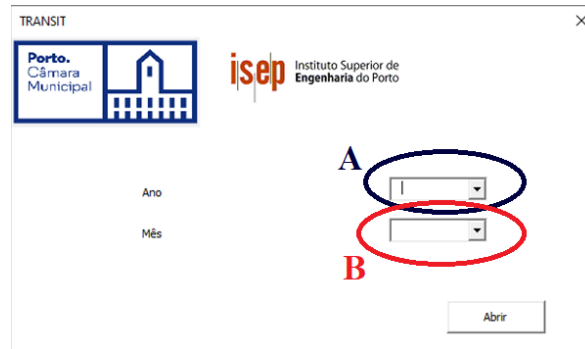 TRANSIT
Porto.
Câmara
Municipal
isep
Instituto Superior de
Engenharia do Porto
A
Ano
Mês
B
Abrir